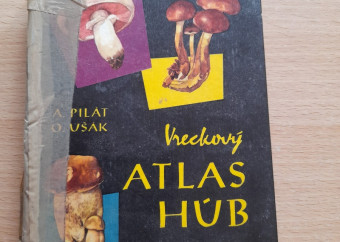 A. PILÁT
O. UŠÁK
Vreckový
ATLAS
HÚB